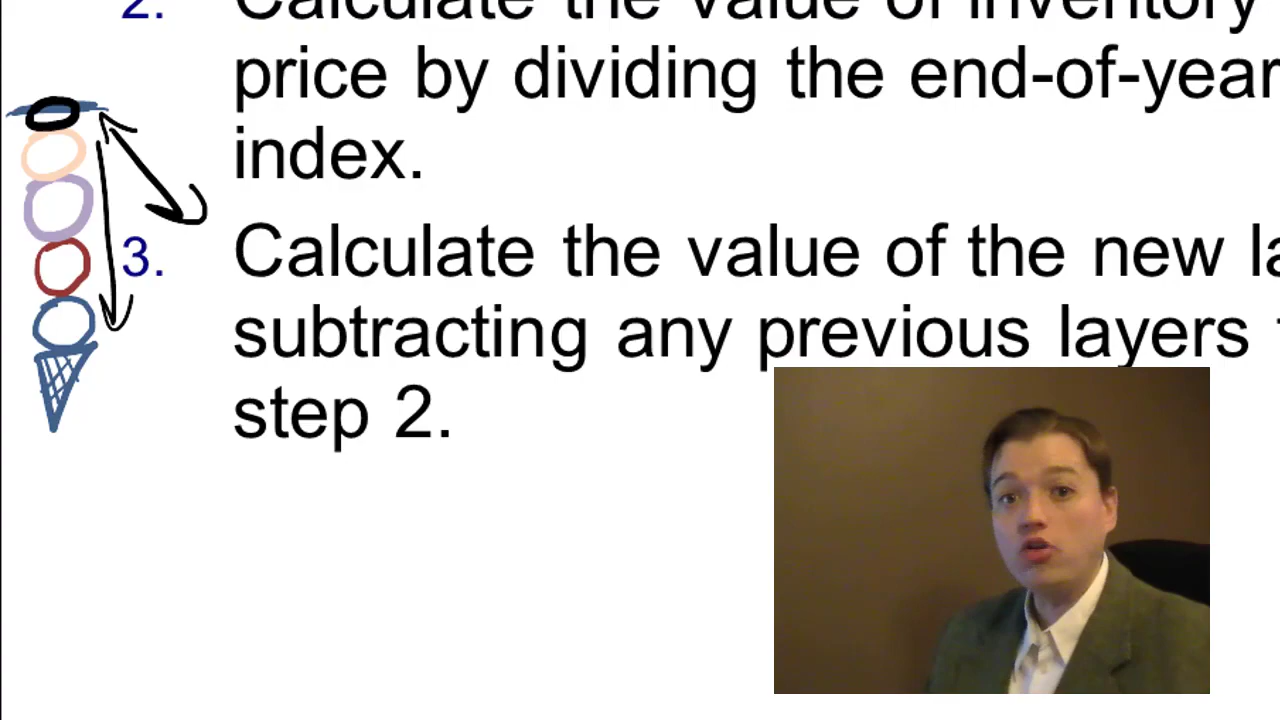 2. Calculate the value of inventory
price by dividing the end-of-year
index.
3. Calculate the value of the new
subtracting any previous layers
step 2.